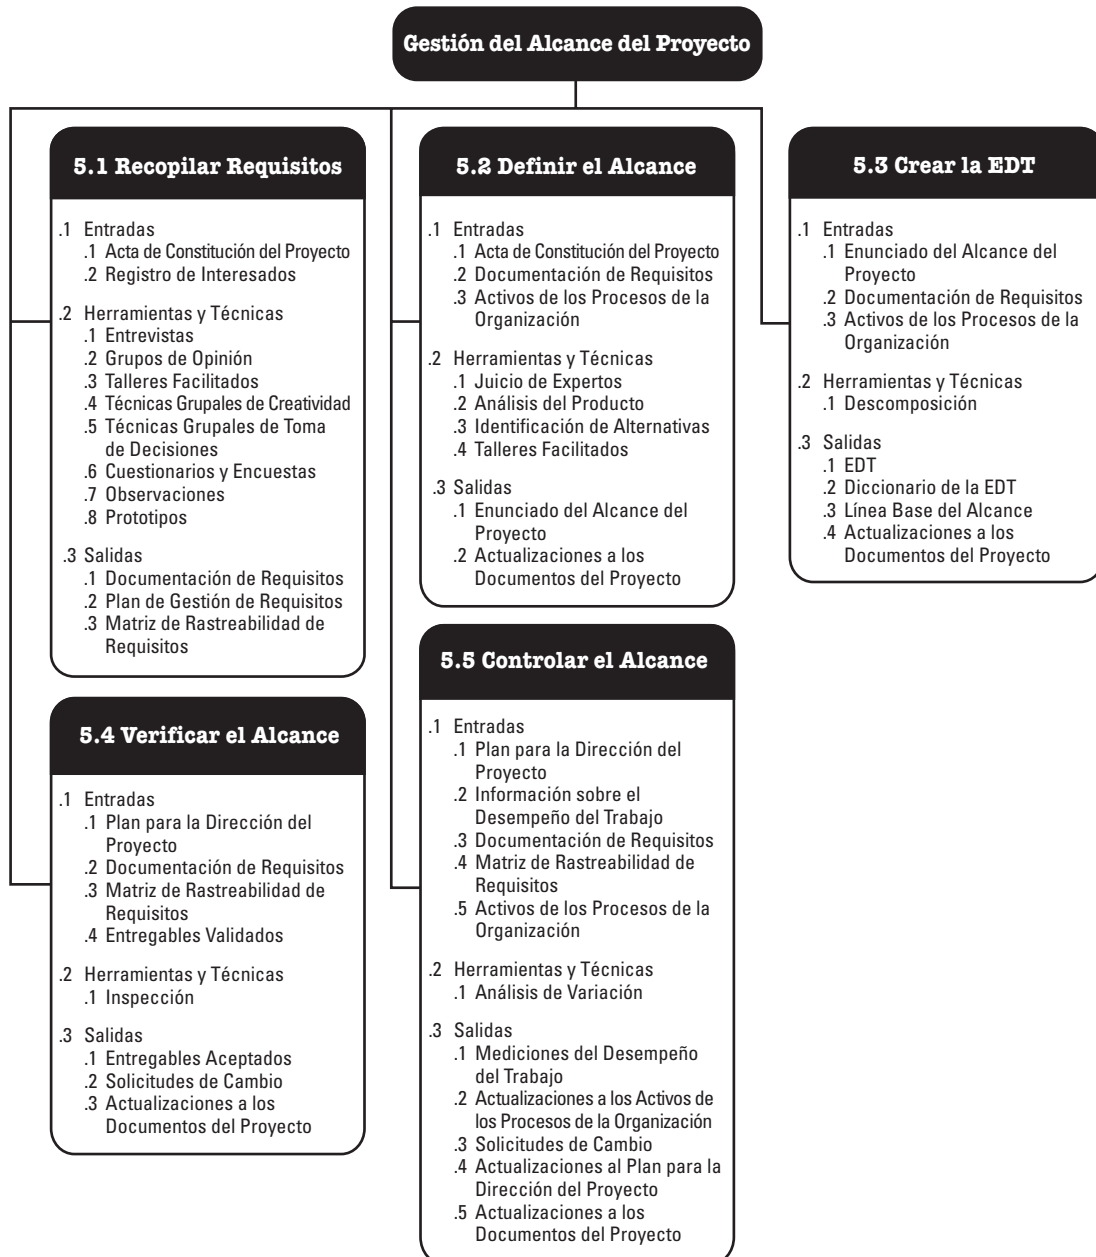 Gestión del Alcance del Proyecto
5.1 Recopilar Requisitos
.1 Entradas
.1 Acta de Constitución del Proyecto
.2 Registro de Interesados
.2 Herramientas y Técnicas
.1 Entrevistas
.2 Grupos de Opinión
.3 Talleres Facilitados
.4 Técnicas Grupales de Creatividad
.5 Técnicas Grupales de Toma
de Decisiones
.6 Cuestionarios y Encuestas
.7 Observaciones
.8 Prototipos
.3 Salidas
.1 Documentación de Requisitos
.2 Plan de Gestión de Requisitos
.3 Matriz de Rastreabilidad de
Requisitos
5.2 Definir el Alcance
.1 Entradas
.1 Acta de Constitución del Proyecto
.2 Documentación de Requisitos
.3 Activos de los Procesos de la
Organización
.2 Herramientas y Técnicas
.1 Juicio de Expertos
.2 Análisis del Producto
.3 Identificación de Alternativas
.4 Talleres Facilitados
.3 Salidas
.1 Enunciado del Alcance del
Proyecto
.2 Actualizaciones a los
Documentos del Proyecto
5.3 Crear la EDT
.1 Entradas
.1 Enunciado del Alcance del
Proyecto
.2 Documentación de Requisitos
.3 Activos de los Procesos de la
Organización
.2 Herramientas y Técnicas
.1 Descomposición
.3 Salidas
.1 EDT
.2 Diccionario de la EDT
.3 Línea Base del Alcance
.4 Actualizaciones a los
Documentos del Proyecto
5.4 Verificar el Alcance
.1 Entradas
.1 Plan para la Dirección del
Proyecto
.2 Documentación de Requisitos
.3 Matriz de Rastreabilidad de
Requisitos
.4 Entregables Validados
.2 Herramientas y Técnicas
.1 Inspección
.3 Salidas
.1 Entregables Aceptados
.2 Solicitudes de Cambio
.3 Actualizaciones a los
Documentos del Proyecto
5.5 Controlar el Alcance
.1 Entradas
.1 Plan para la Dirección del
Proyecto
.2 Información sobre el
Desempeño del Trabajo
.3 Documentación de Requisitos
.4 Matriz de Rastreabilidad de
Requisitos
.5 Activos de los Procesos de la
Organización
.2 Herramientas y Técnicas
.1 Análisis de Variación
.3 Salidas
.1 Mediciones del Desempeño
del Trabajo
.2 Actualizaciones a los Activos de
los Procesos de la Organización
.3 Solicitudes de Cambio
.4 Actualizaciones al Plan para la
Dirección del Proyecto
.5 Actualizaciones a los
Documentos del Proyecto